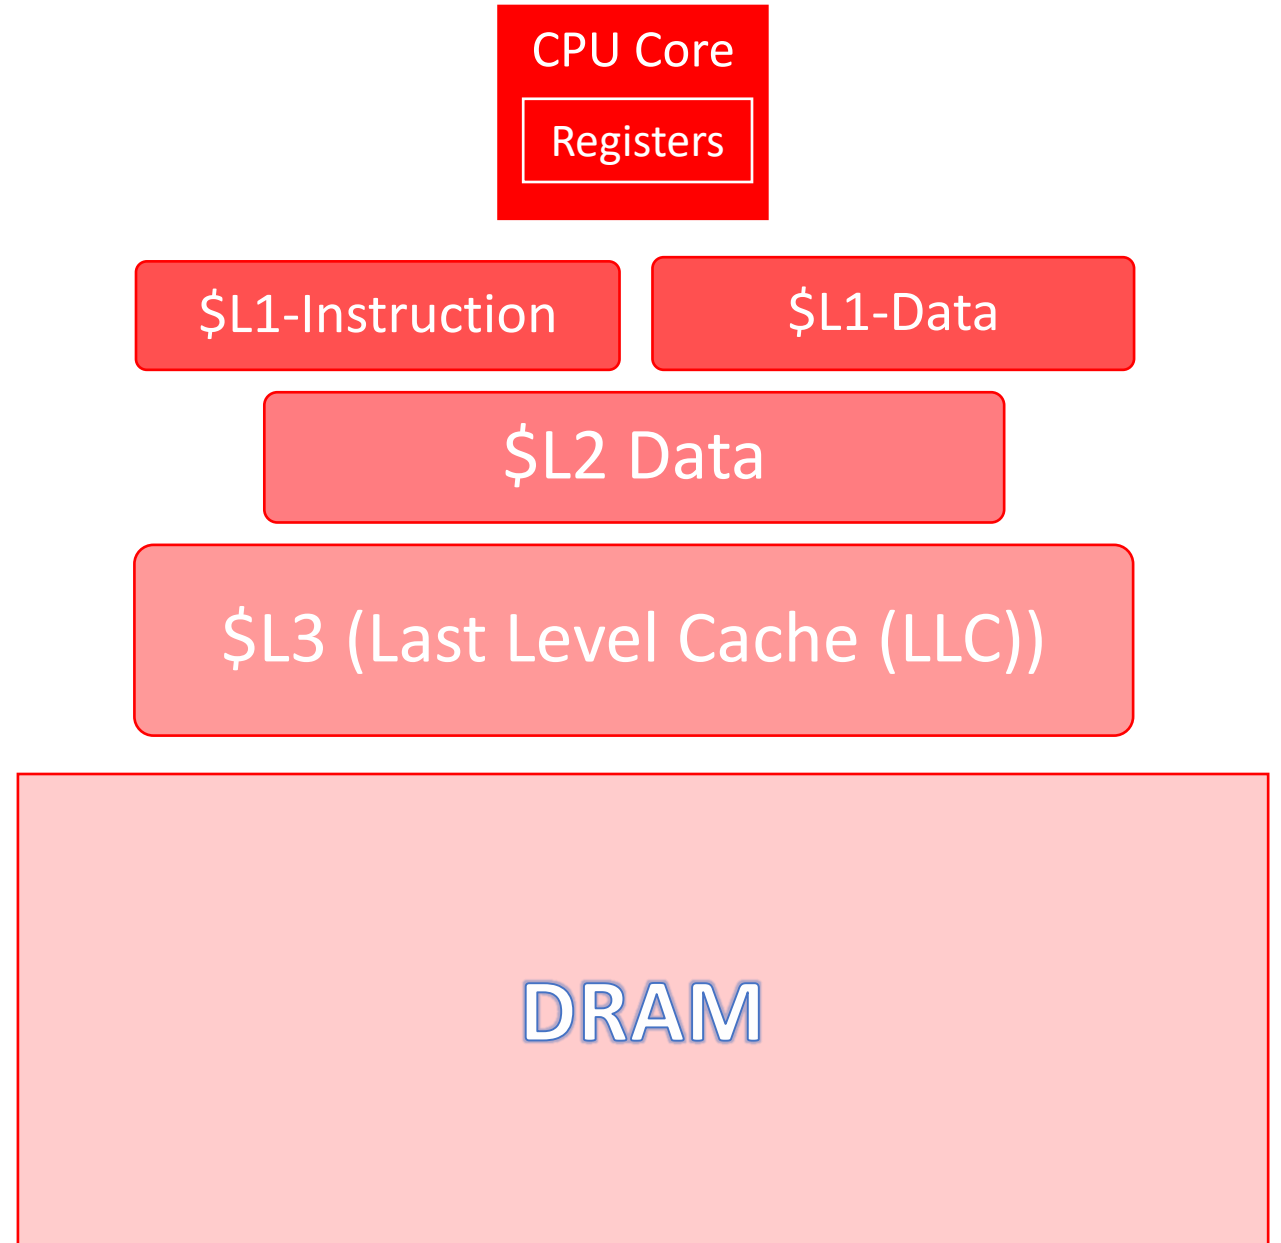 CPU Core
Registers
$L1-Instruction
$L1-Data
$L2 Data
$L3 (Last Level Cache (LLC))
DRAM